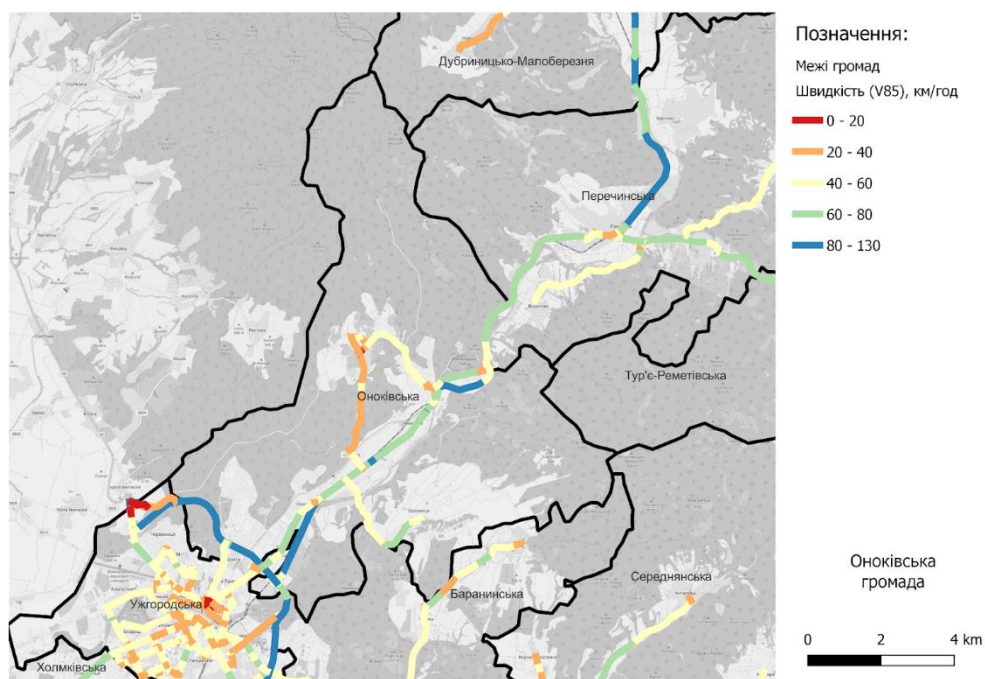 Дубриницько-Малоберезня
Перечинська
Тур'є-Реметівська
Оноківська
Середнянська
Баранинська
Ужгородська
Холмківська
Позначення:
Межі громад
Швидкість (V85), км/год
0 - 20
20 - 40
40 - 60
60 - 80
80 - 130
Оноківська
громада
0 2 4 km